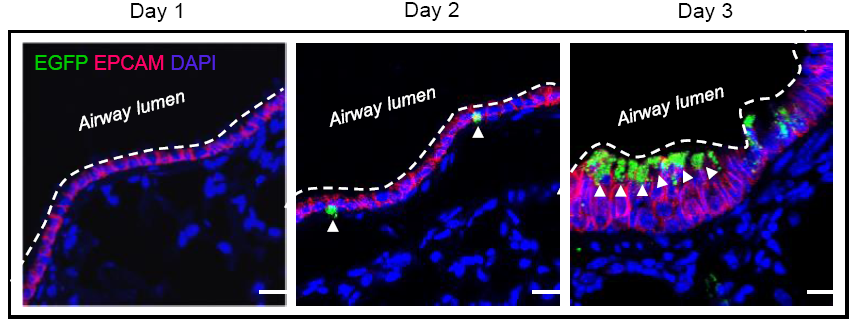 Day 1
Day 2
Day 3
EGFP EPCAM DAPI
Airway lumen
Airway lumen
Airway lumen